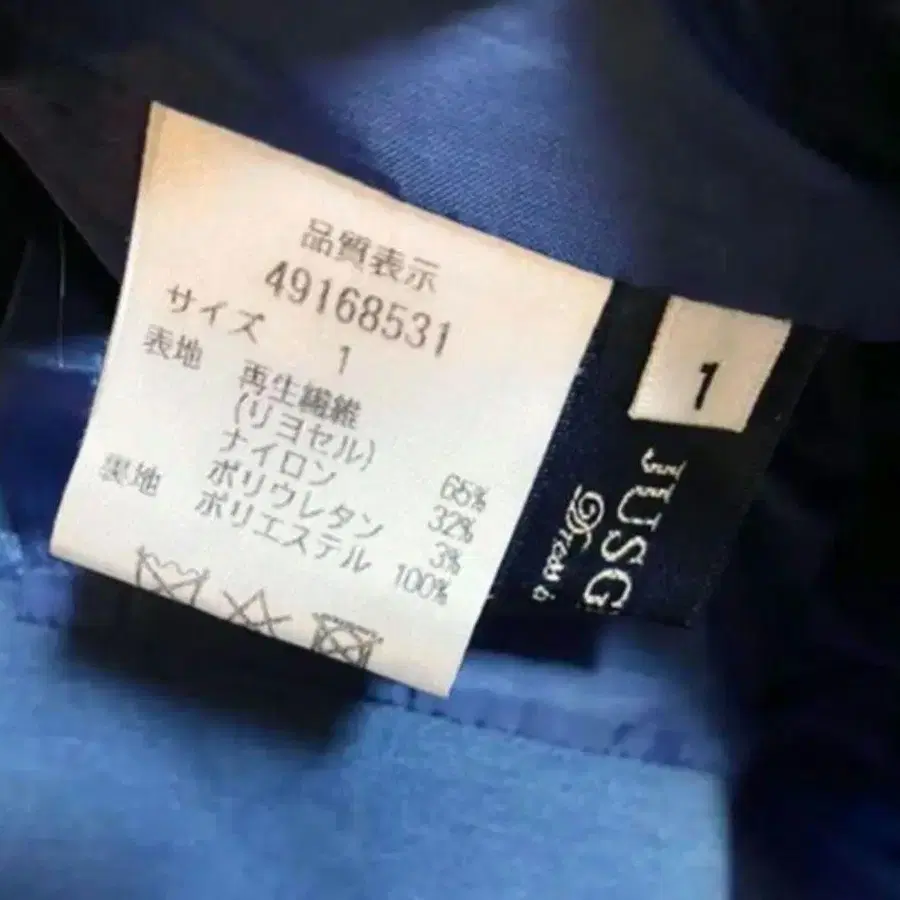 品質表示
49168531
サイズ 1
表地 再生繊維
(リヨセル) 65%
ナイロン 32%
ポリウレタン 3%
裏地 ポリエステル 100%
1
JUSG